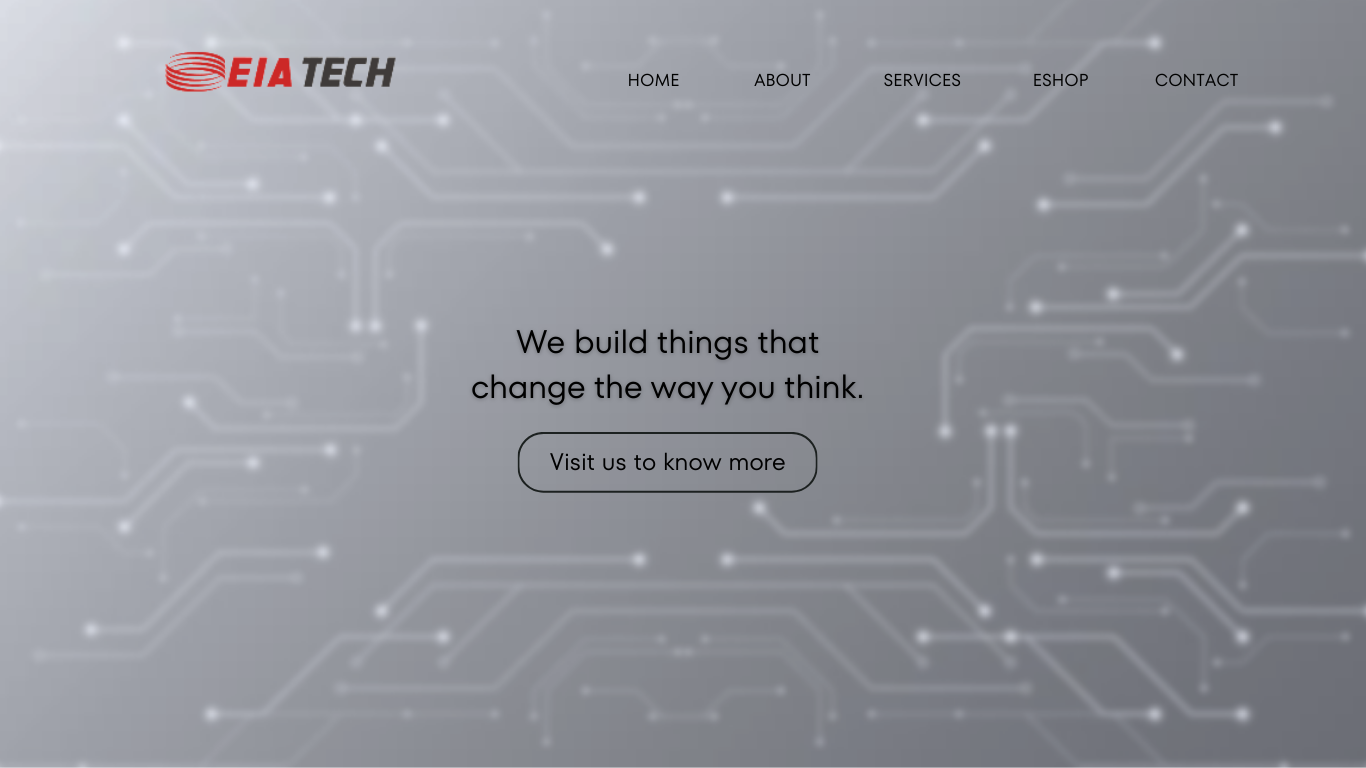 EIA TECH
HOME ABOUT SERVICES ESHOP CONTACT
We build things that
change the way you think.
Visit us to know more